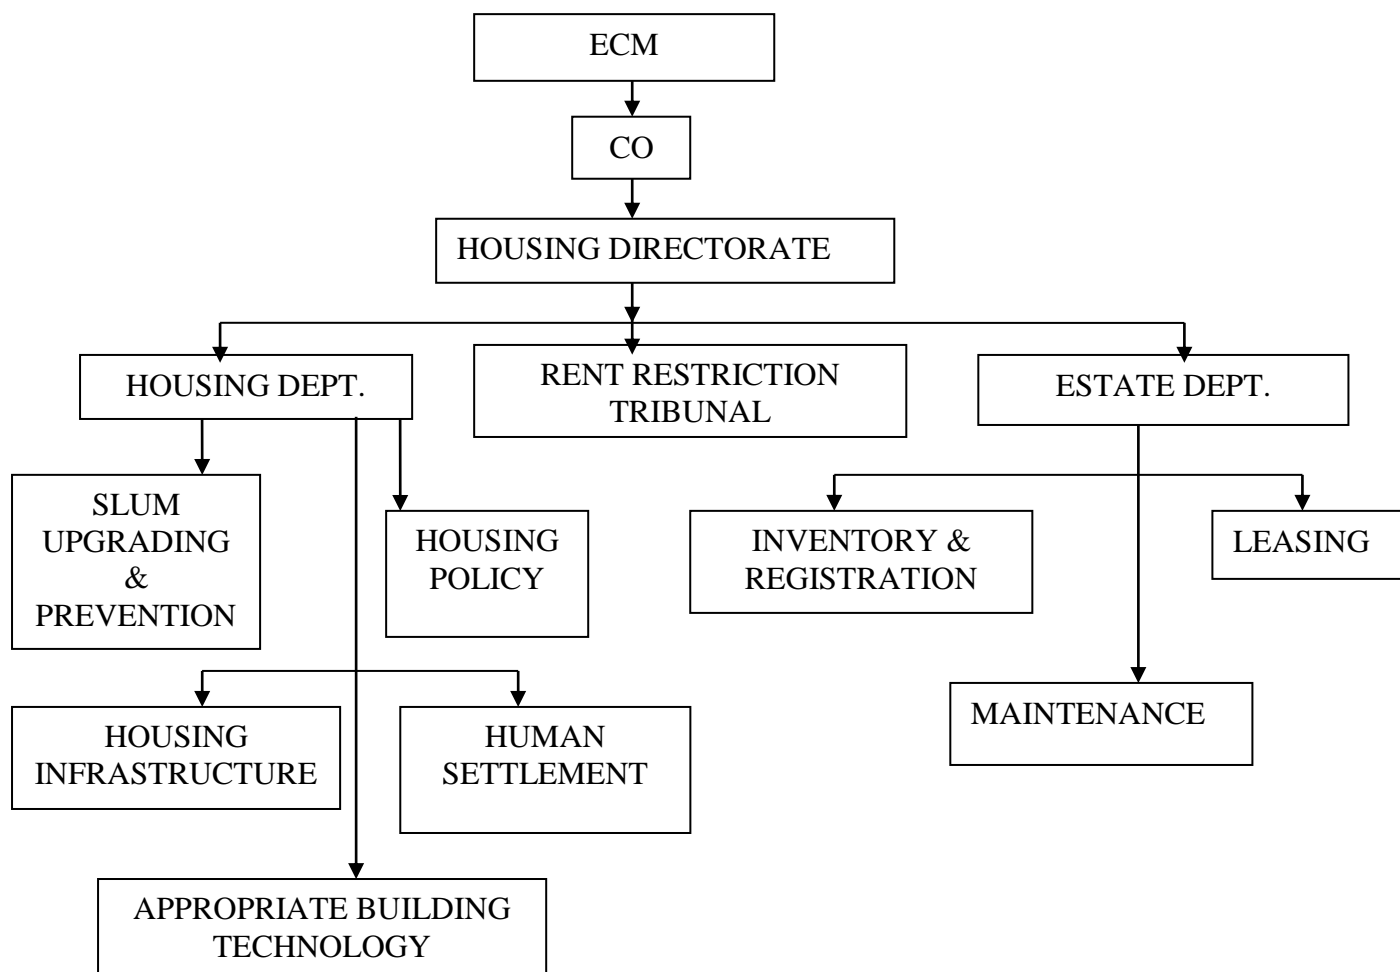 ECM
CO
HOUSING DIRECTORATE
HOUSING DEPT.
RENT RESTRICTION
TRIBUNAL
ESTATE DEPT.
SLUM
UPGRADING
&
PREVENTION
HOUSING
POLICY
INVENTORY &
REGISTRATION
LEASING
HOUSING
INFRASTRUCTURE
HUMAN
SETTLEMENT
MAINTENANCE
APPROPRIATE BUILDING
TECHNOLOGY